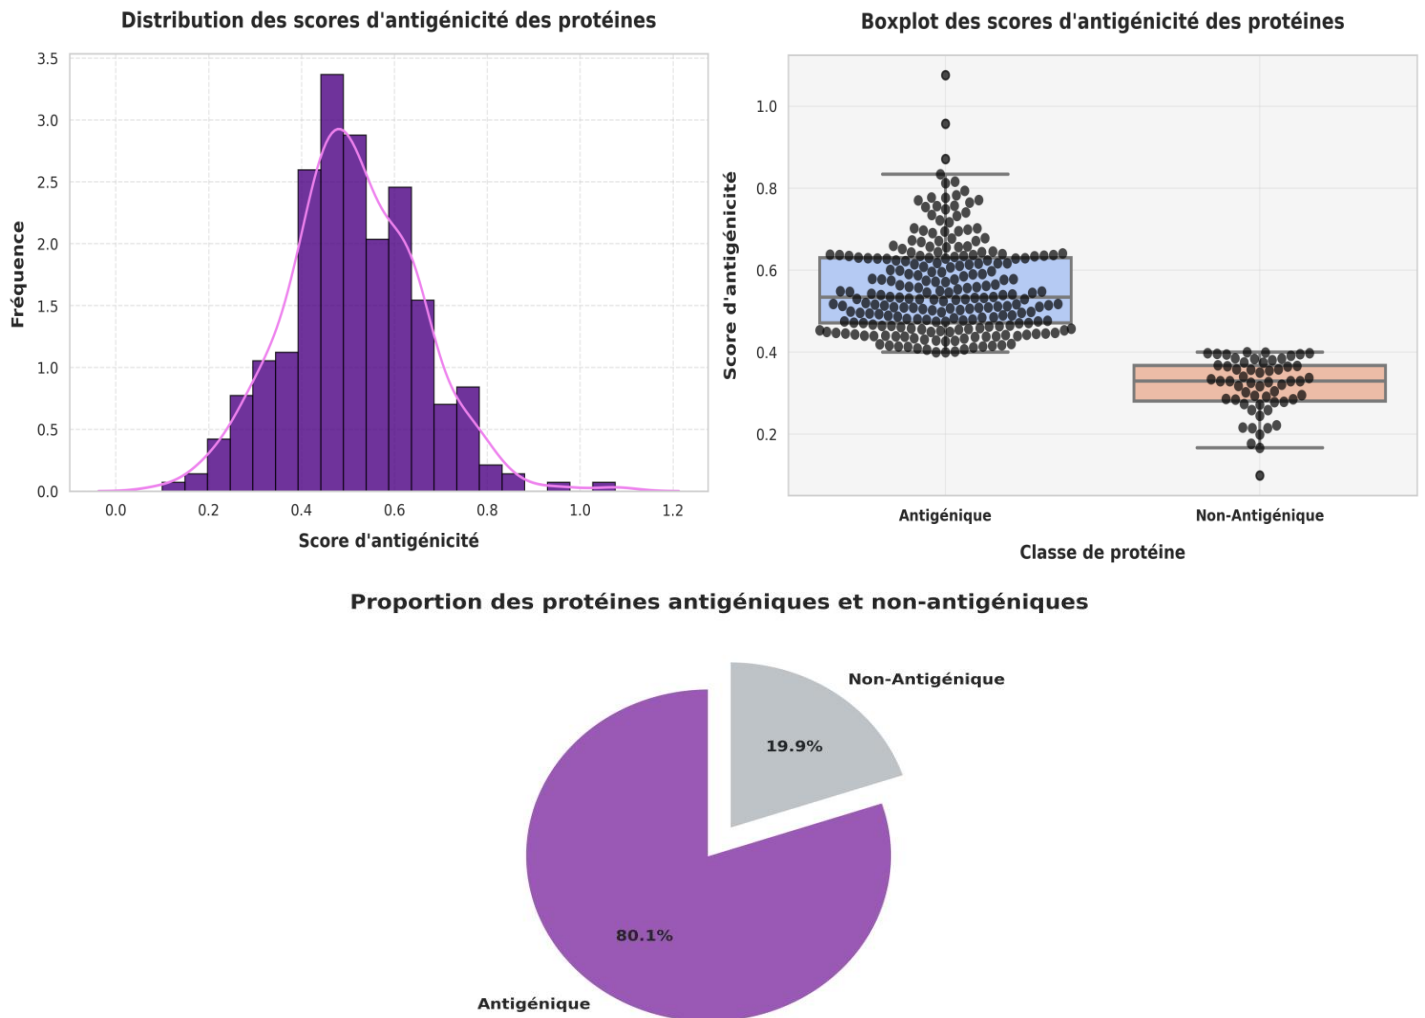 Distribution des scores d'antigénicité des protéines
Fréquence
3.5
3.0
2.5
2.0
1.5
1.0
0.5
0.0
0.0 0.2 0.4 0.6 0.8 1.0 1.2
Score d'antigénicité
Boxplot des scores d'antigénicité des protéines
Score d'antigénicité
1.0
0.8
0.6
0.4
0.2
Antigénique Non-Antigénique
Classe de protéine
Proportion des protéines antigéniques et non-antigéniques
Non-Antigénique
19.9%
80.1%
Antigénique